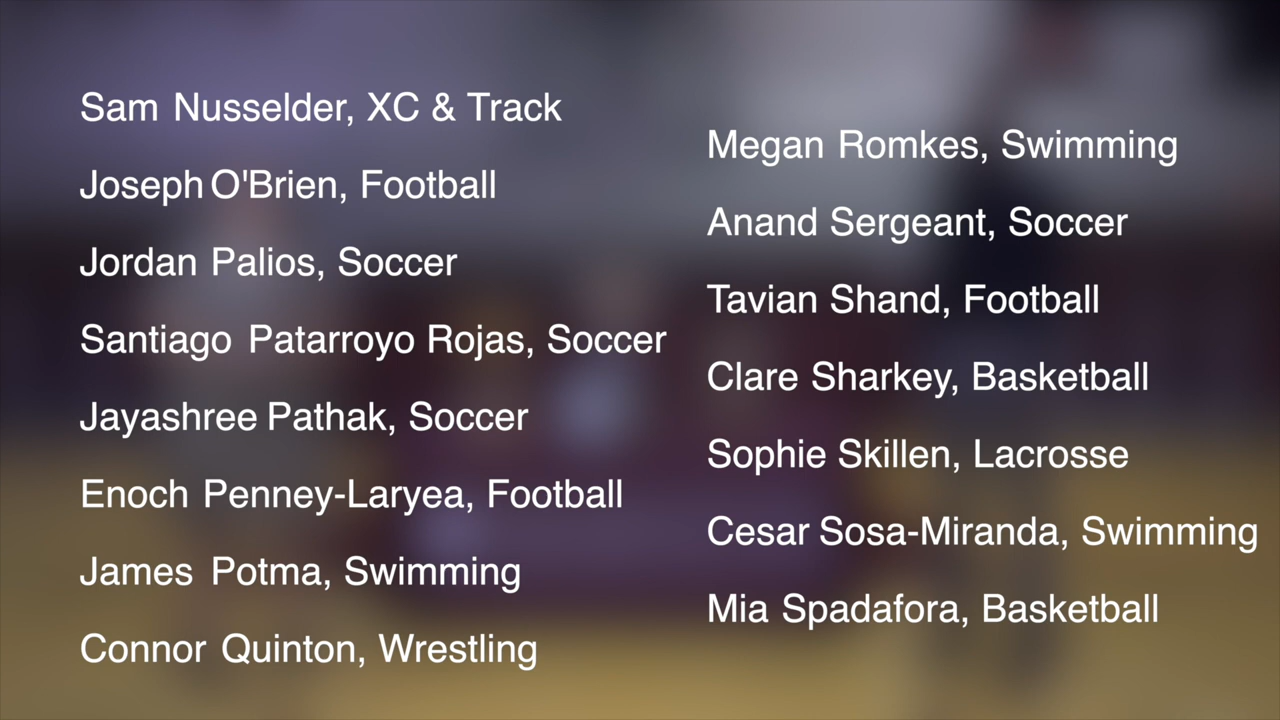 Sam Nusselder, XC & Track
Joseph O'Brien, Football
Jordan Palios, Soccer
Santiago Patarroyo Rojas, Soccer
Jayashree Pathak, Soccer
Enoch Penney-Laryea, Football
James Potma, Swimming
Connor Quinton, Wrestling
Megan Romkes, Swimming
Anand Sergeant, Soccer
Tavian Shand, Football
Clare Sharkey, Basketball
Sophie Skillen, Lacrosse
Cesar Sosa-Miranda, Swimming
Mia Spadafora, Basketball